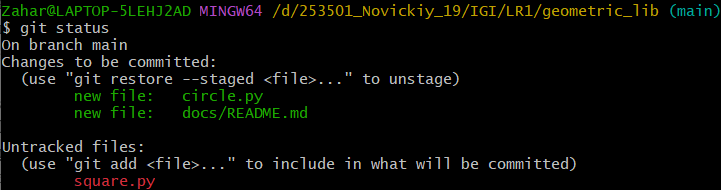 Zahar@LAPTOP-5LEHJ2AD MINGW64 /d/253501_Novickiy_19/IGI/LR1/geometric_lib (main)
$ git status
On branch main
Changes to be committed:
  (use "git restore --staged <file>..." to unstage)
        new file:   circle.py
        new file:   docs/README.md

Untracked files:
  (use "git add <file>..." to include in what will be committed)
        square.py